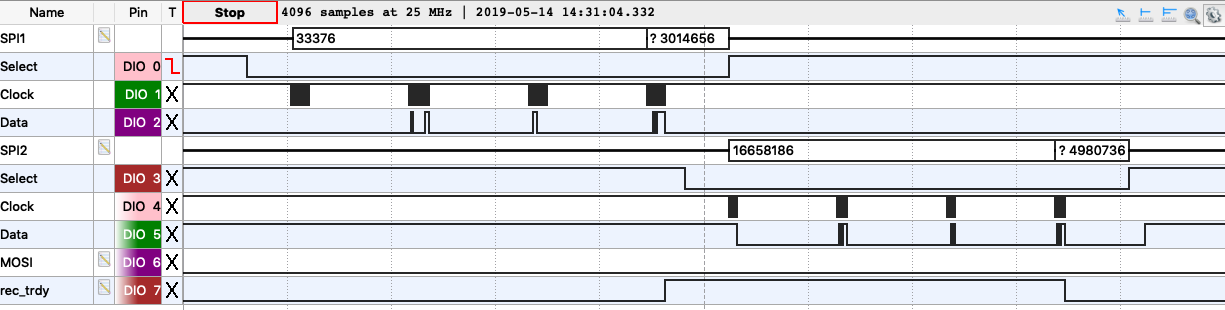 Name Pin T Stop 4096 samples at 25 MHz | 2019-05-14 14:31:04.332
SPI1 33376 ? 3014656
Select DIO 0
Clock DIO 1 X
Data DIO 2 X
SPI2 16658186 ? 4980736
Select DIO 3 X
Clock DIO 4 X
Data DIO 5 X
MOSI DIO 6 X
rec_trdy DIO 7 X